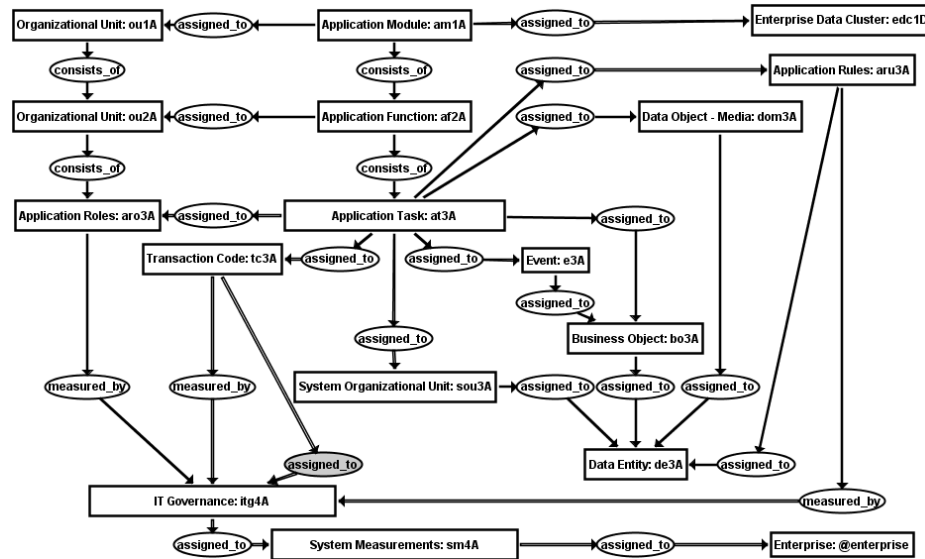 Organizational Unit: ou1A
assigned_to
Application Module: am1A
assigned_to
Enterprise Data Cluster: edc1D
consists_of
consists_of
assigned_to
Application Rules: aru3A
Organizational Unit: ou2A
assigned_to
Application Function: af2A
assigned_to
Data Object - Media: dom3A
consists_of
consists_of
Application Roles: aro3A
assigned_to
Application Task: at3A
assigned_to
Transaction Code: tc3A
assigned_to
assigned_to
Event: e3A
assigned_to
assigned_to
Business Object: bo3A
measured_by
measured_by
System Organizational Unit: sou3A
assigned_to
assigned_to
assigned_to
assigned_to
Data Entity: de3A
assigned_to
IT Governance: itg4A
measured_by
assigned_to
System Measurements: sm4A
assigned_to
Enterprise: @enterprise